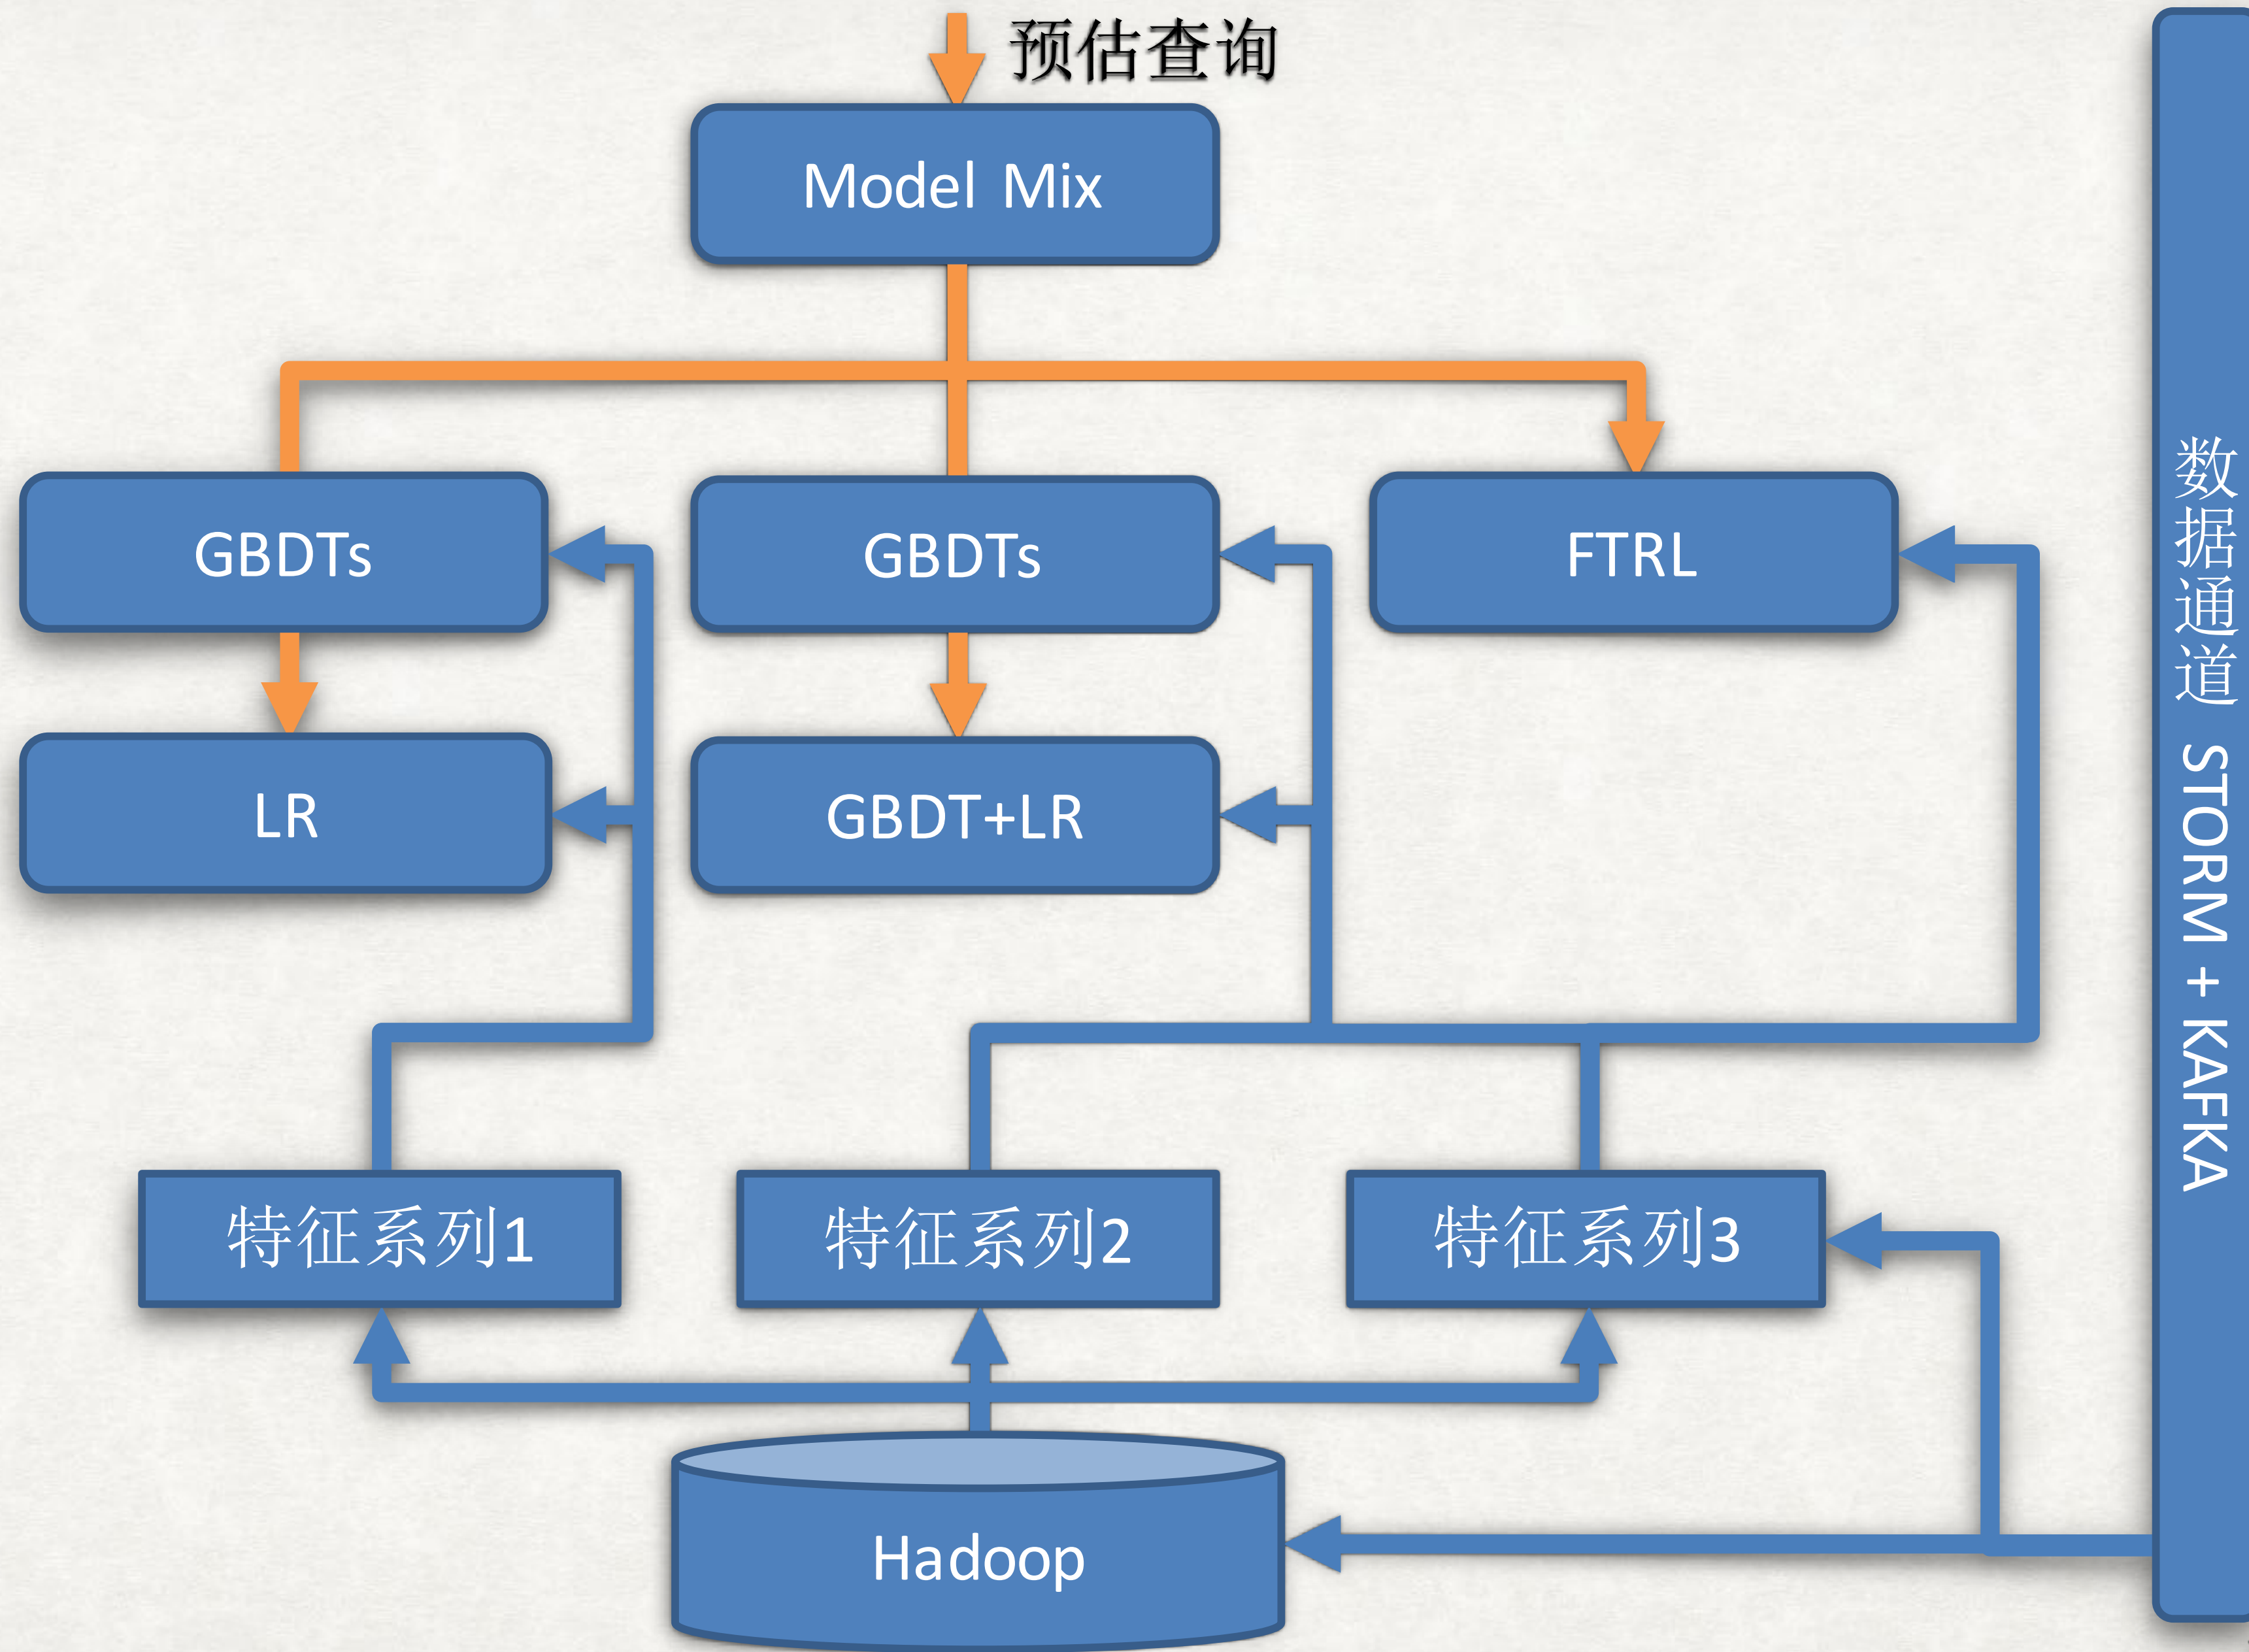 预估查询
Model Mix
GBDTs
GBDTs
FTRL
LR
GBDT+LR
特征系列1
特征系列2
特征系列3
Hadoop
数据通道 STORM + KAFKA